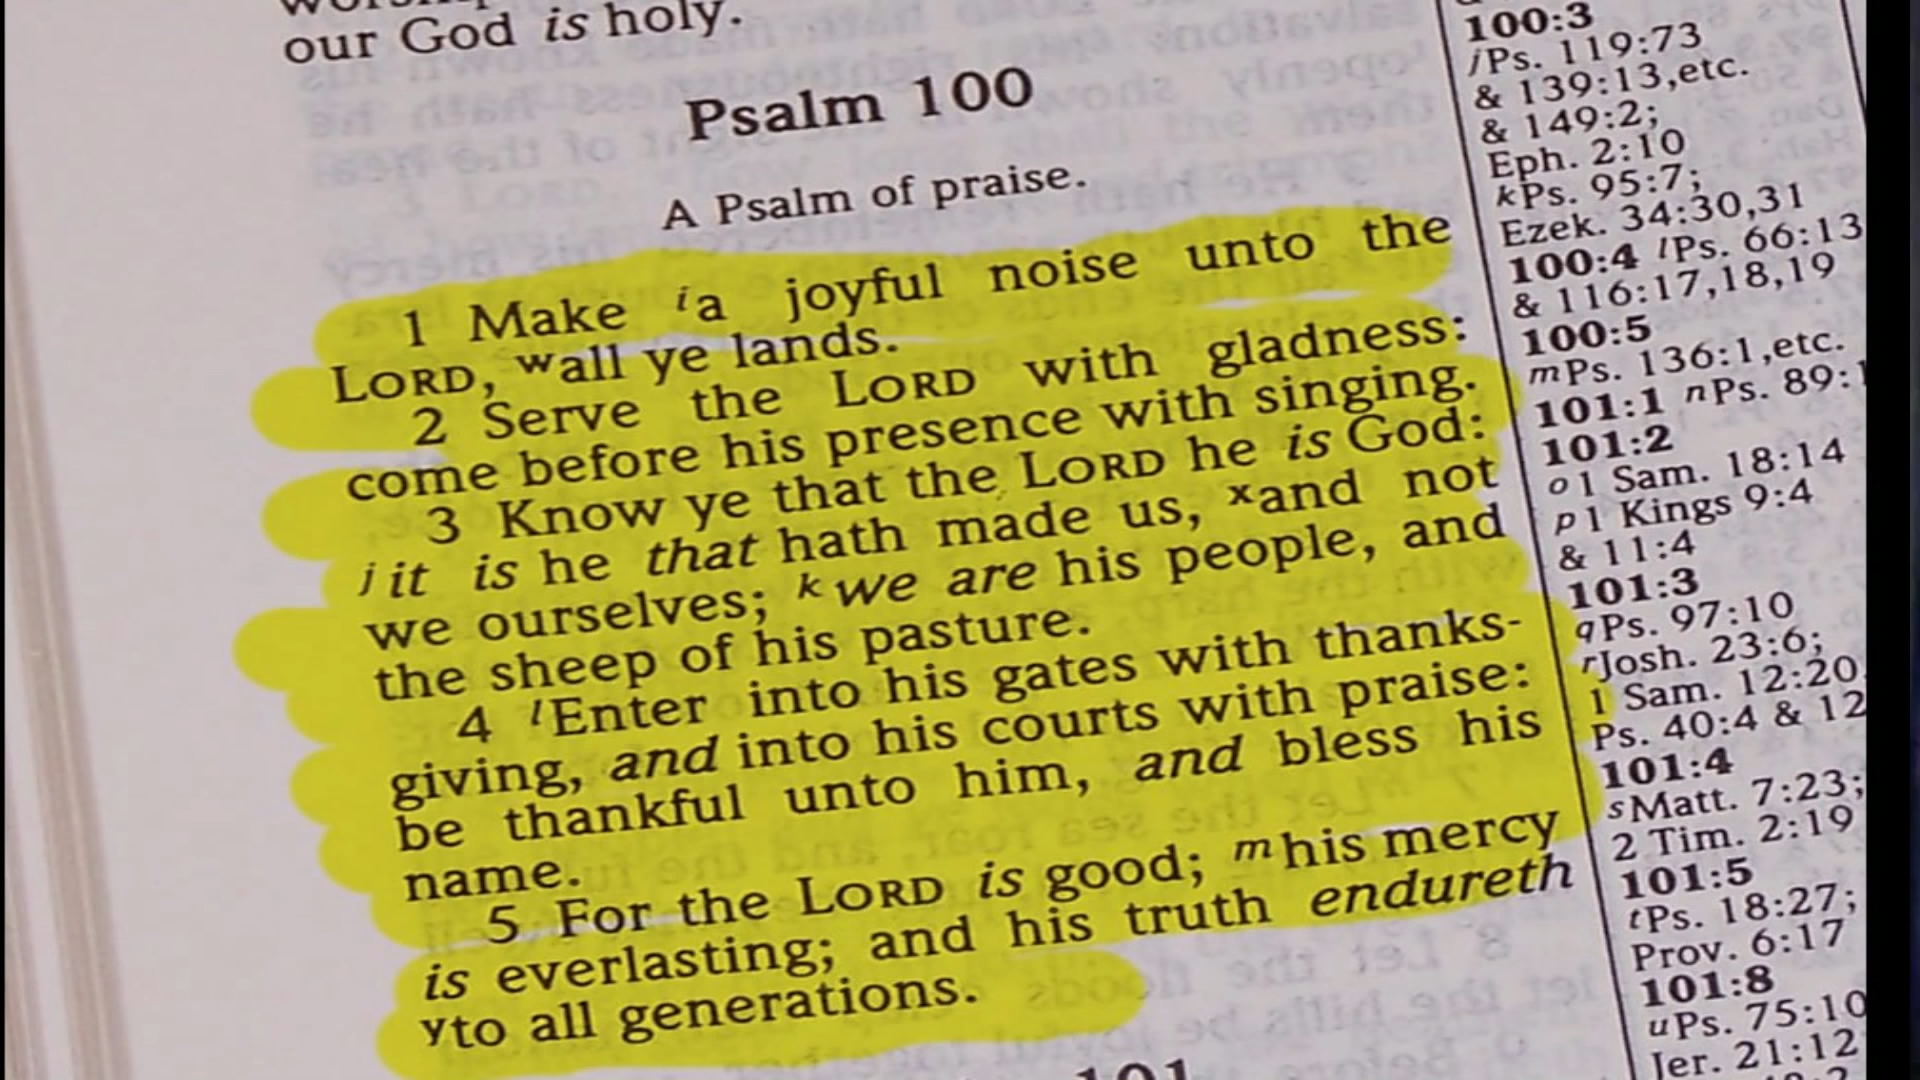 our God is holy.
Psalm 100
A Psalm of praise.
1 Make ia joyful noise unto the
LORD, wall ye lands.
2 Serve the LORD with gladness:
come before his presence with singing.
3 Know ye that the LORD he is God:
j it is he that hath made us, xand not
we ourselves; k we are his people, and
the sheep of his pasture.
4 lEnter into his gates with thanks-
giving, and into his courts with praise:
be thankful unto him, and bless his
name.
5 For the LORD is good; m his mercy
is everlasting; and his truth endureth
yto all generations.
101
100:3
jPs. 119:73
& 139:13,etc.
& 149:2;
Eph. 2:10
kPs. 95:7;
Ezek. 34:30,31
100:4 lPs. 66:13
& 116:17,18,19
100:5
mPs. 136:1,etc.
101:1 nPs. 89:1
101:2
o1 Sam. 18:14
p1 Kings 9:4
& 11:4
101:3
qPs. 97:10
rJosh. 23:6;
1 Sam. 12:20
Ps. 40:4 & 12
101:4
sMatt. 7:23;
2 Tim. 2:19
101:5
tPs. 18:27;
Prov. 6:17
101:8
uPs. 75:10
Jer. 21:12